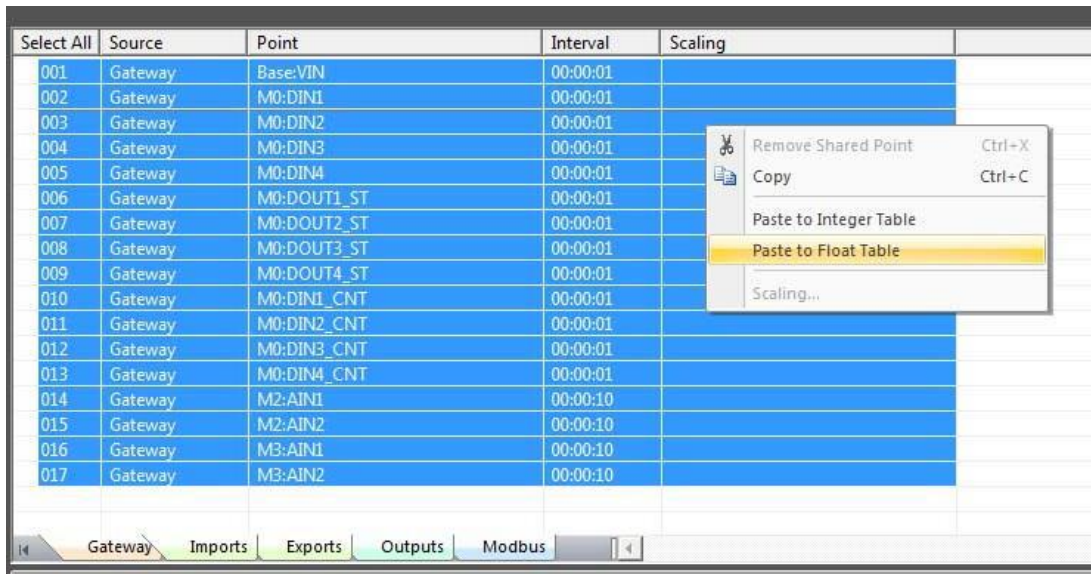 Select All Source Point Interval Scaling
001 Gateway Base:VIN 00:00:01
002 Gateway M0:DIN1 00:00:01
003 Gateway M0:DIN2 00:00:01
004 Gateway M0:DIN3 00:00:01
005 Gateway M0:DIN4 00:00:01
006 Gateway M0:DOUT1_ST 00:00:01
007 Gateway M0:DOUT2_ST 00:00:01
008 Gateway M0:DOUT3_ST 00:00:01
009 Gateway M0:DOUT4_ST 00:00:01
010 Gateway M0:DIN1_CNT 00:00:01
011 Gateway M0:DIN2_CNT 00:00:01
012 Gateway M0:DIN3_CNT 00:00:01
013 Gateway M0:DIN4_CNT 00:00:01
014 Gateway M2:AIN1 00:00:10
015 Gateway M2:AIN2 00:00:10
016 Gateway M3:AIN1 00:00:10
017 Gateway M3:AIN2 00:00:10
Remove Shared Point Ctrl+X
Copy Ctrl+C
Paste to Integer Table
Paste to Float Table
Scaling...
Gateway Imports Exports Outputs Modbus